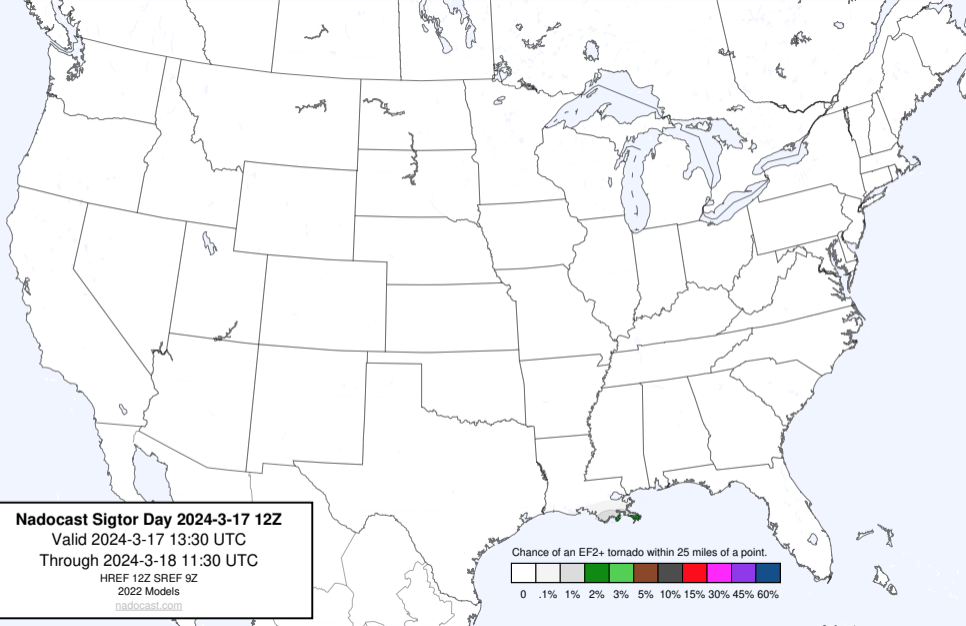 Nadocast Sigtor Day 2024-3-17 12Z
Valid 2024-3-17 13:30 UTC
Through 2024-3-18 11:30 UTC
HREF 12Z SREF 9Z
2022 Models
nadocast.com
Chance of an EF2+ tornado within 25 miles of a point.
0 .1% 1% 2% 3% 5% 10% 15% 30% 45% 60%